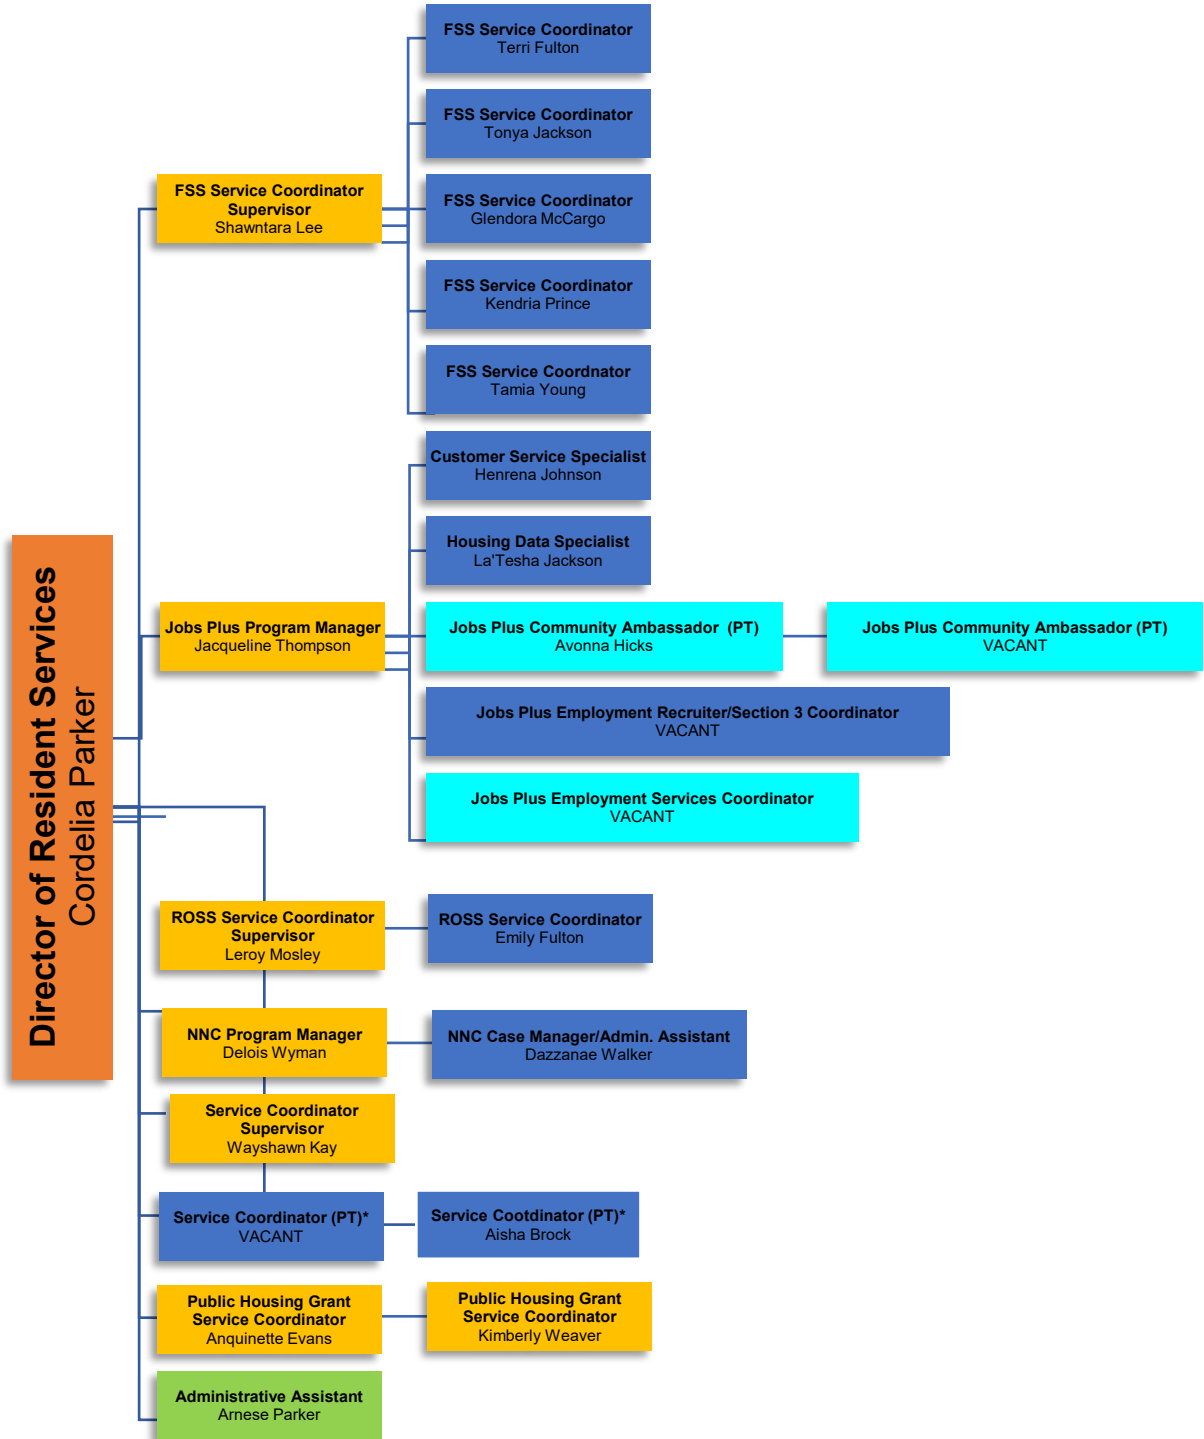 Director of Resident Services
Cordelia Parker
FSS Service Coordinator
Supervisor
Shawntara Lee
FSS Service Coordinator
Terri Fulton
FSS Service Coordinator
Tonya Jackson
FSS Service Coordinator
Glendora McCargo
FSS Service Coordinator
Kendria Prince
FSS Service Coordnator
Tamia Young
Jobs Plus Program Manager
Jacqueline Thompson
Customer Service Specialist
Henrena Johnson
Housing Data Specialist
La'Tesha Jackson
Jobs Plus Community Ambassador (PT)
Avonna Hicks
Jobs Plus Community Ambassador (PT)
VACANT
Jobs Plus Employment Recruiter/Section 3 Coordinator
VACANT
Jobs Plus Employment Services Coordinator
VACANT
ROSS Service Coordinator
Supervisor
Leroy Mosley
ROSS Service Coordinator
Emily Fulton
NNC Program Manager
Delois Wyman
NNC Case Manager/Admin. Assistant
Dazzanae Walker
Service Coordinator
Supervisor
Wayshawn Kay
Service Coordinator (PT)*
VACANT
Service Cootdinator (PT)*
Aisha Brock
Public Housing Grant
Service Coordinator
Anquinette Evans
Public Housing Grant
Service Coordinator
Kimberly Weaver
Administrative Assistant
Arnese Parker